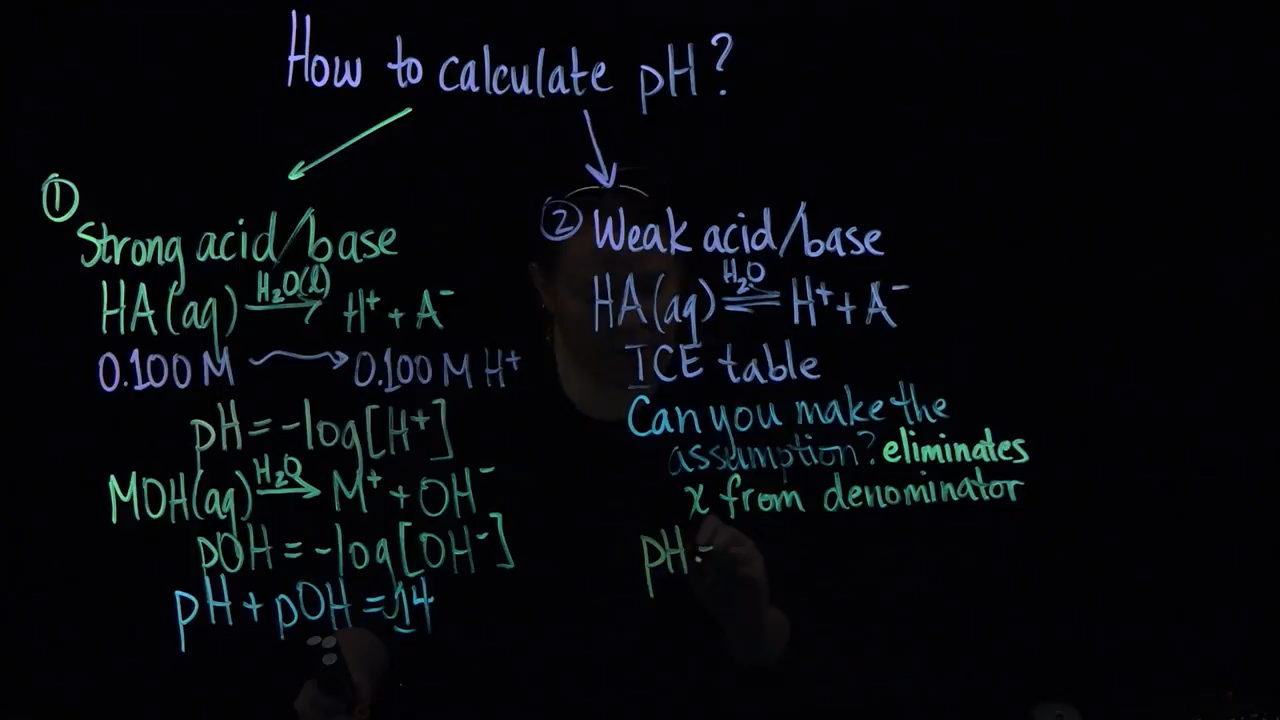 How to calculate pH?
①
Strong acid/base
HA(aq) H₂O(l)→ H⁺ + A⁻
0.100 M → 0.100 M H⁺
pH = -log[H⁺]
MOH(aq) H₂O→ M⁺ + OH⁻
pOH = -log[OH⁻]
pH + pOH = 14
② Weak acid/base
HA(aq) H₂O⇌ H⁺ + A⁻
ICE table
Can you make the
assumption? eliminates
x from denominator
pH =